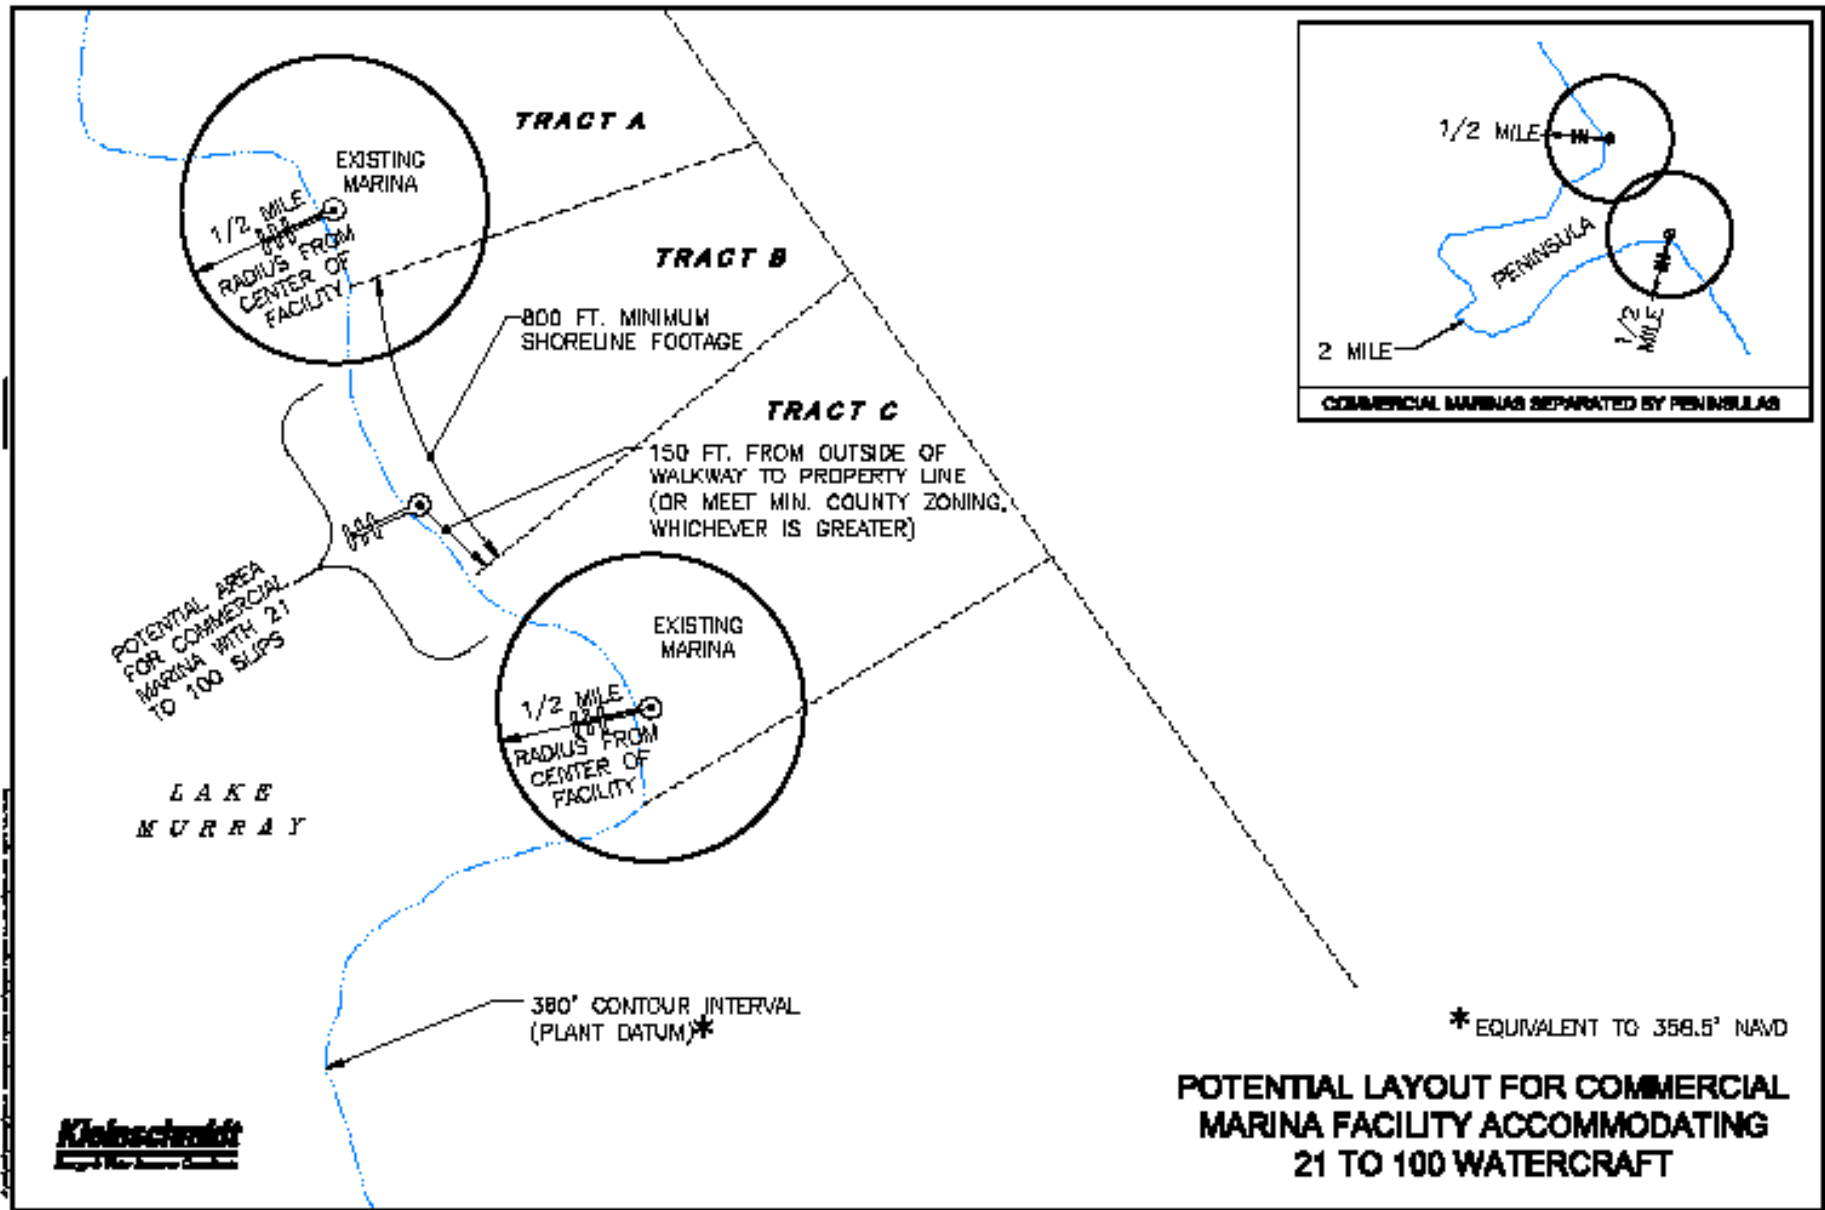 TRACT A
EXISTING
MARINA
1/2 MILE
RADIUS FROM
CENTER OF
FACILITY
TRACT B
800 FT. MINIMUM
SHORELINE FOOTAGE
TRACT C
150 FT. FROM OUTSIDE OF
WALKWAY TO PROPERTY LINE
(OR MEET MIN. COUNTY ZONING,
WHICHEVER IS GREATER)
POTENTIAL AREA
FOR COMMERCIAL
MARINA WITH 21
TO 100 SLIPS
EXISTING
MARINA
1/2 MILE
RADIUS FROM
CENTER OF
FACILITY
LAKE
MURRAY
360' CONTOUR INTERVAL
(PLANT DATUM)*
1/2 MILE
PENINSULA
1/2
MILE
2 MILE
COMMERCIAL MARINAS SEPARATED BY PENINSULAS
* EQUIVALENT TO 358.5' NAVD
POTENTIAL LAYOUT FOR COMMERCIAL
MARINA FACILITY ACCOMMODATING
21 TO 100 WATERCRAFT
Kleinschmidt